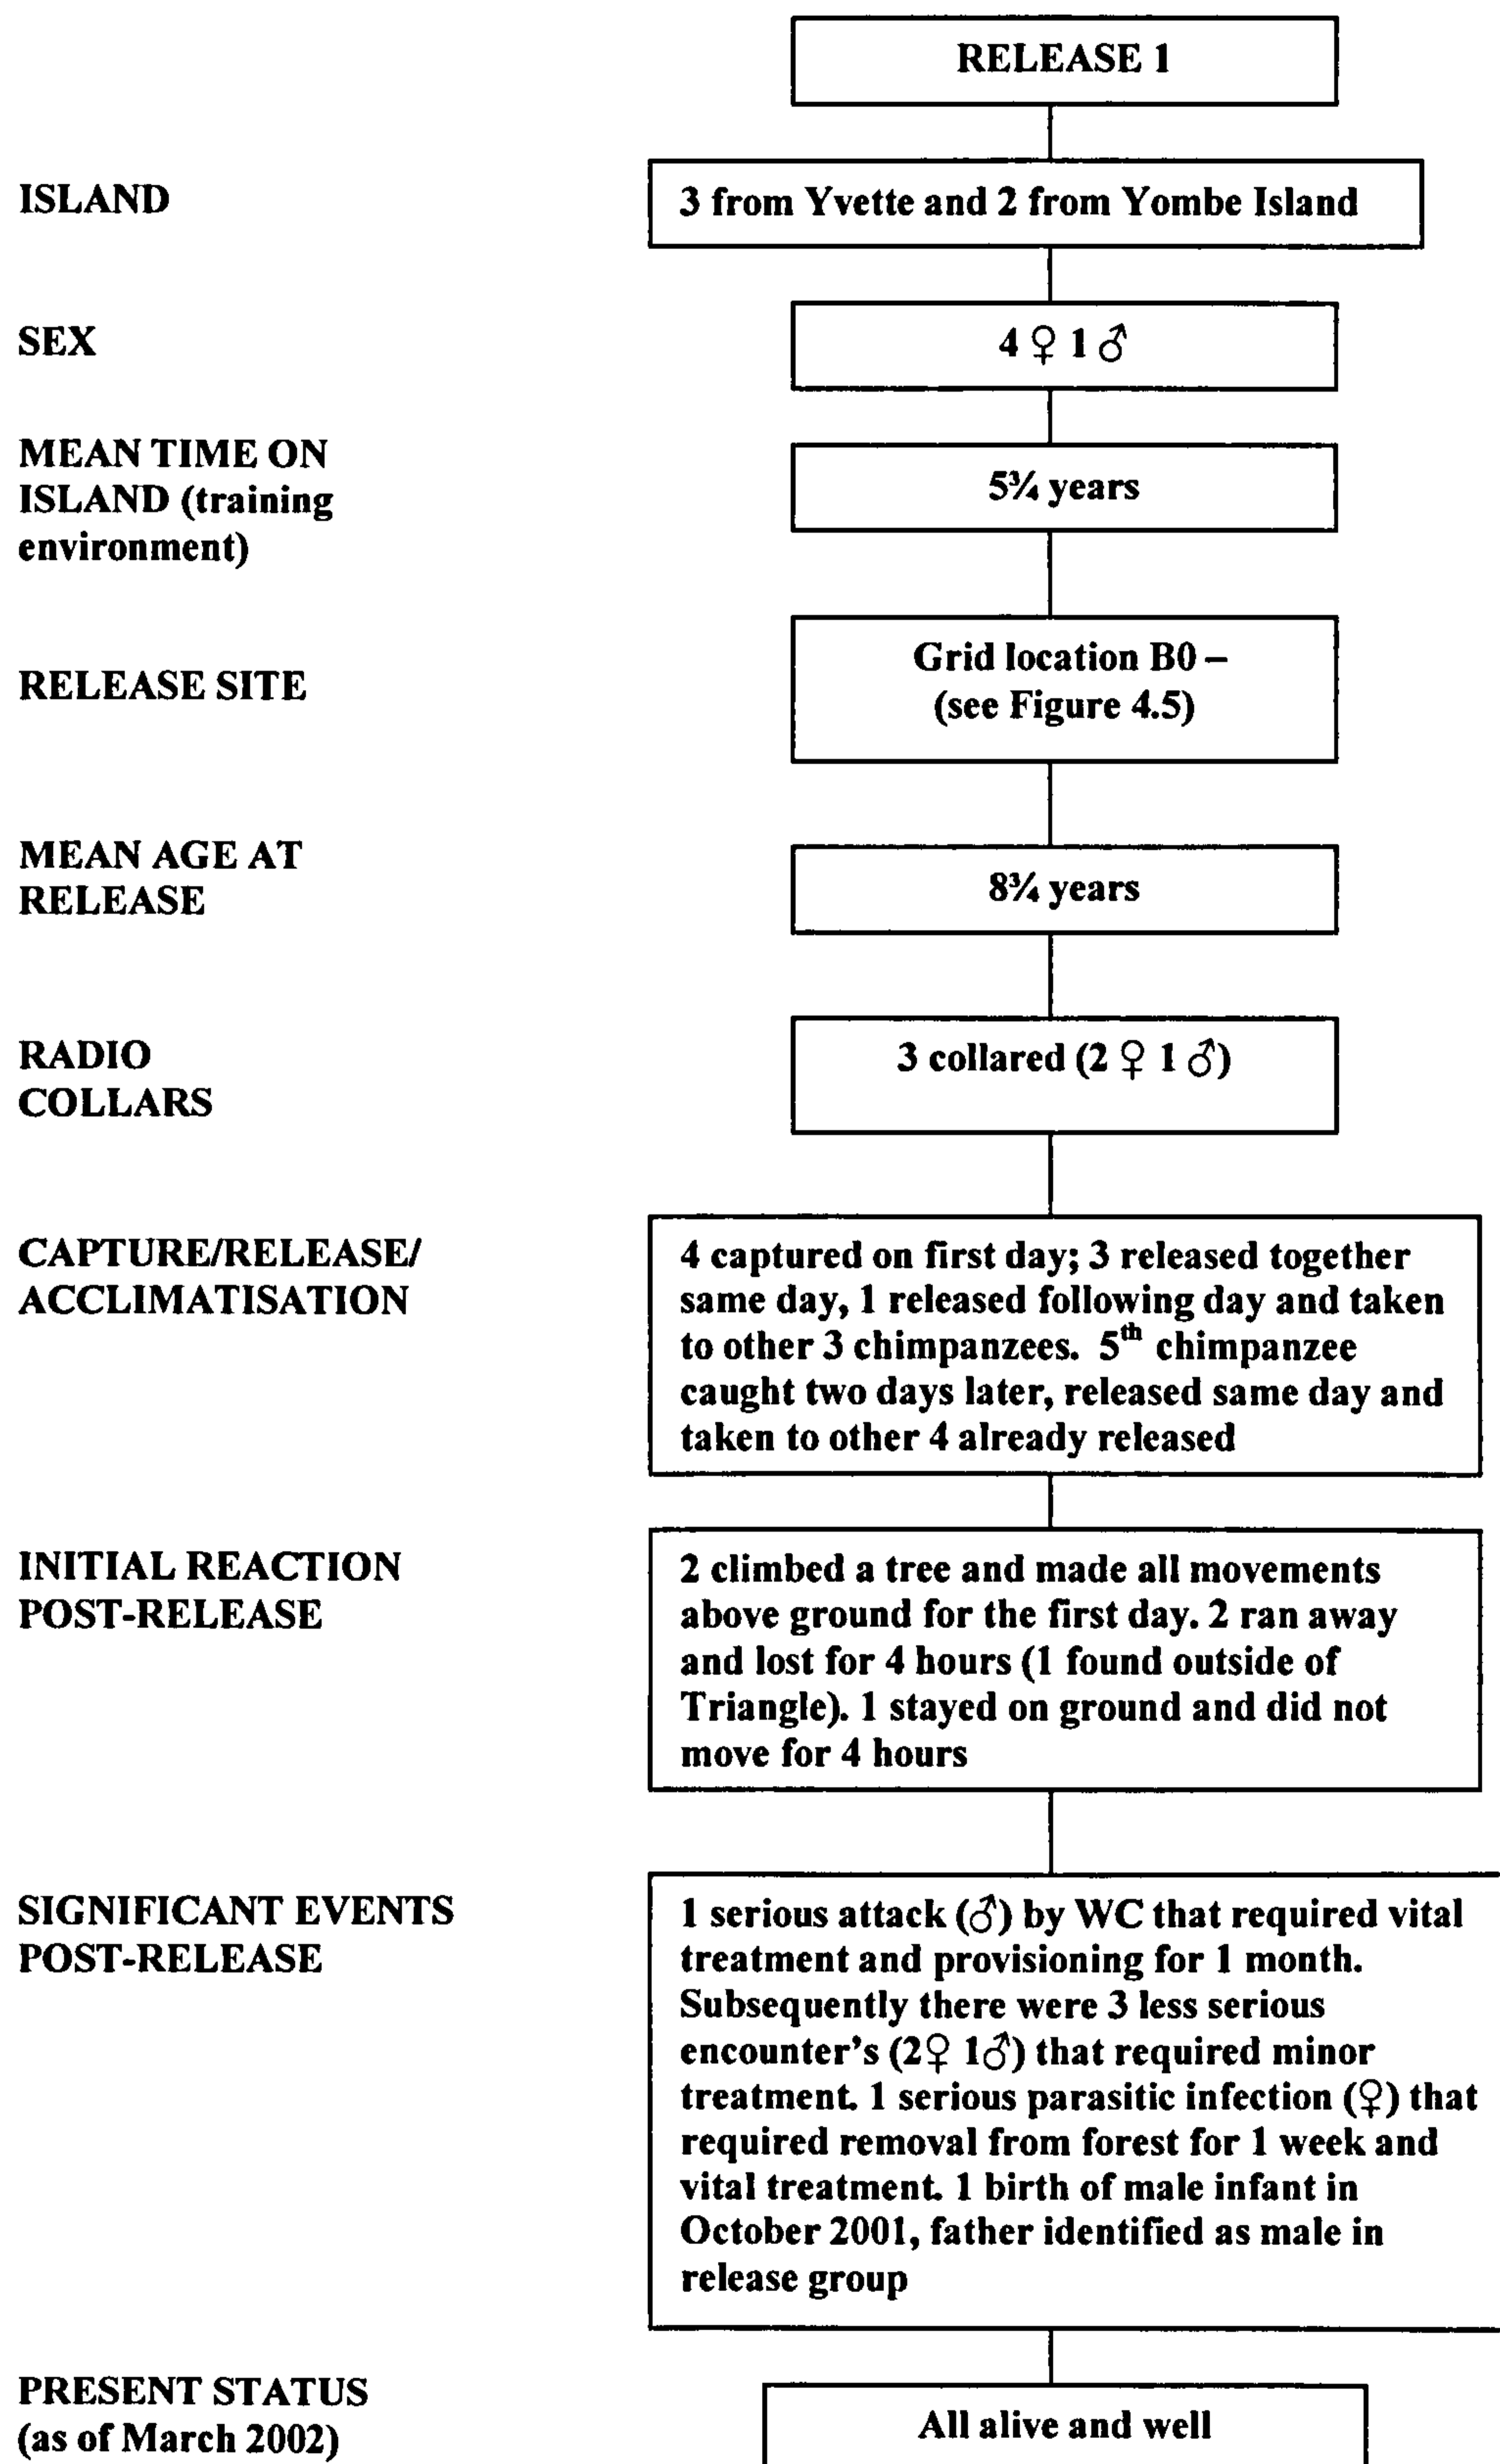 RELEASE 1
ISLAND
3 from Yvette and 2 from Yombe Island
SEX
4 ♀ 1 ♂
MEAN TIME ON
ISLAND (training
environment)
5¾ years
RELEASE SITE
Grid location B0 –
(see Figure 4.5)
MEAN AGE AT
RELEASE
8¾ years
RADIO
COLLARS
3 collared (2 ♀ 1 ♂)
CAPTURE/RELEASE/
ACCLIMATISATION
4 captured on first day; 3 released together
same day, 1 released following day and taken
to other 3 chimpanzees. 5th chimpanzee
caught two days later, released same day and
taken to other 4 already released
INITIAL REACTION
POST-RELEASE
2 climbed a tree and made all movements
above ground for the first day. 2 ran away
and lost for 4 hours (1 found outside of
Triangle). 1 stayed on ground and did not
move for 4 hours
SIGNIFICANT EVENTS
POST-RELEASE
1 serious attack (♂) by WC that required vital
treatment and provisioning for 1 month.
Subsequently there were 3 less serious
encounter's (2♀ 1♂) that required minor
treatment. 1 serious parasitic infection (♀) that
required removal from forest for 1 week and
vital treatment. 1 birth of male infant in
October 2001, father identified as male in
release group
PRESENT STATUS
(as of March 2002)
All alive and well